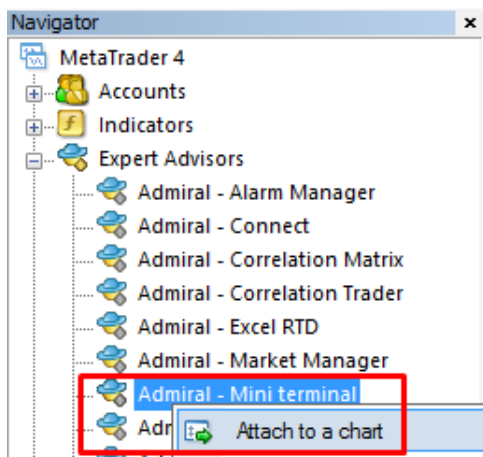 Navigator
MetaTrader 4
Accounts
Indicators
Expert Advisors
Admiral - Alarm Manager
Admiral - Connect
Admiral - Correlation Matrix
Admiral - Correlation Trader
Admiral - Excel RTD
Admiral - Market Manager
Admiral - Mini terminal
Adr
Attach to a chart